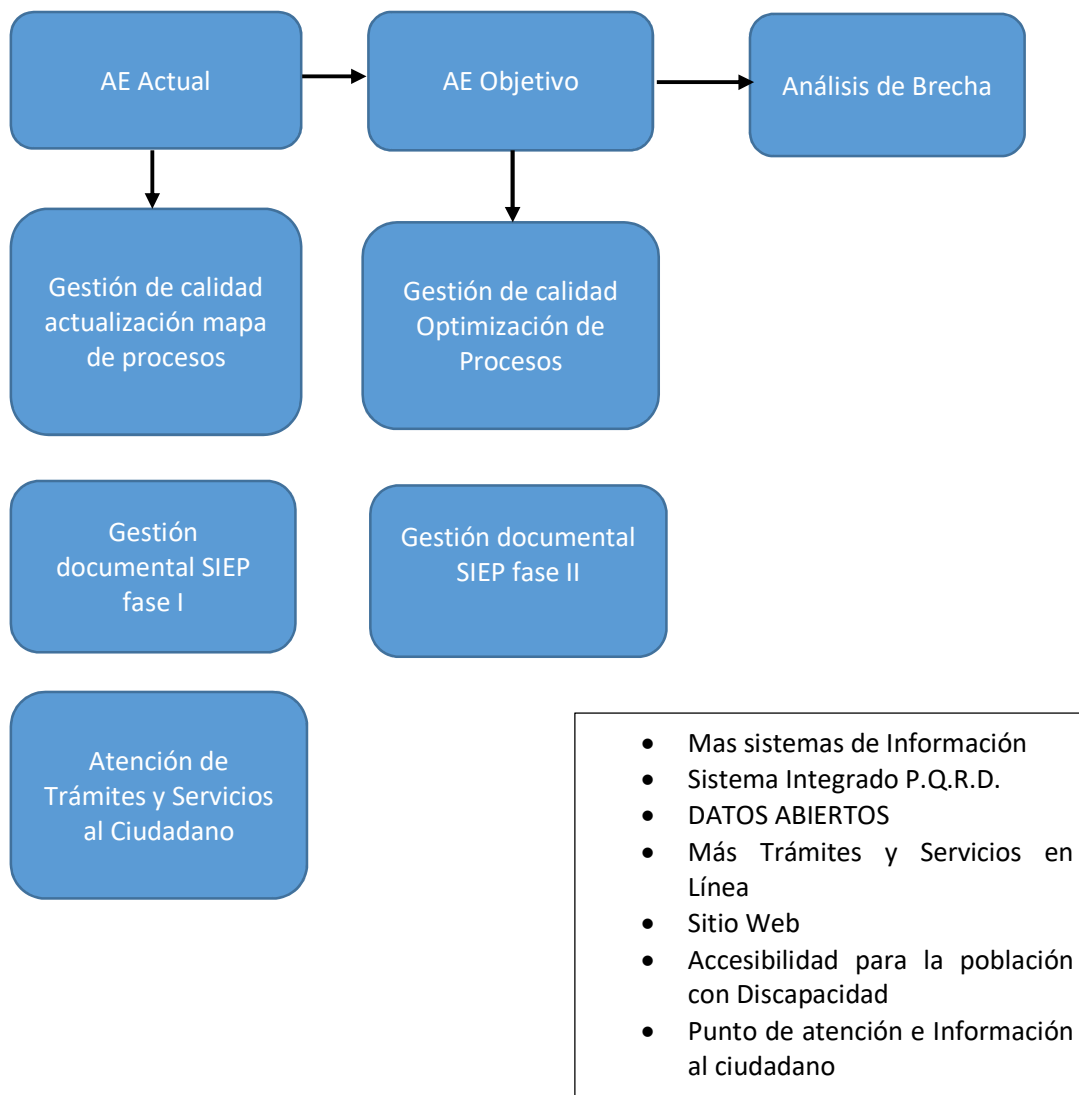 AE Actual
AE Objetivo
Análisis de Brecha
Gestión de calidad
actualización mapa
de procesos
Gestión de calidad
Optimización de
Procesos
Gestión
documental SIEP
fase I
Gestión documental
SIEP fase II
Atención de
Trámites y Servicios
al Ciudadano
• Mas sistemas de Información
• Sistema Integrado P.Q.R.D.
• DATOS ABIERTOS
• Más Trámites y Servicios en
Línea
• Sitio Web
• Accesibilidad para la población
con Discapacidad
• Punto de atención e Información
al ciudadano